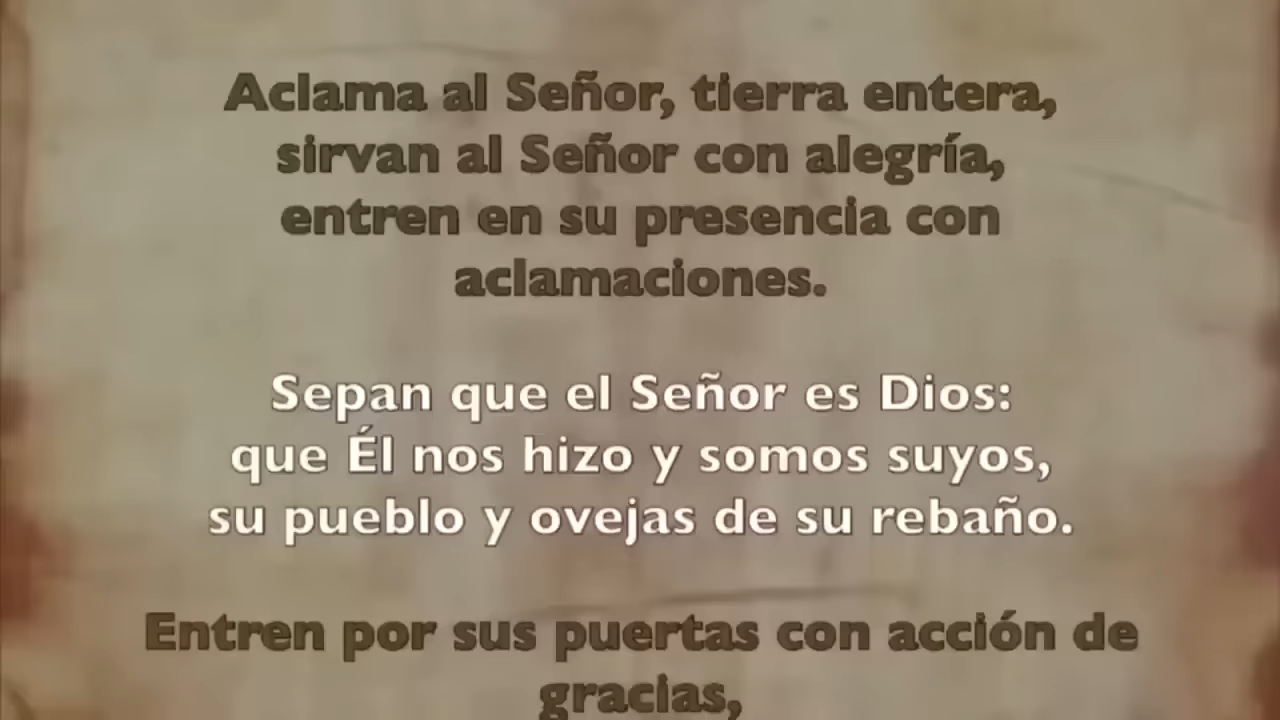 Aclama al Señor, tierra entera,
sirvan al Señor con alegría,
entren en su presencia con
aclamaciones.
Sepan que el Señor es Dios:
que Él nos hizo y somos suyos,
su pueblo y ovejas de su rebaño.
Entren por sus puertas con acción de
gracias,